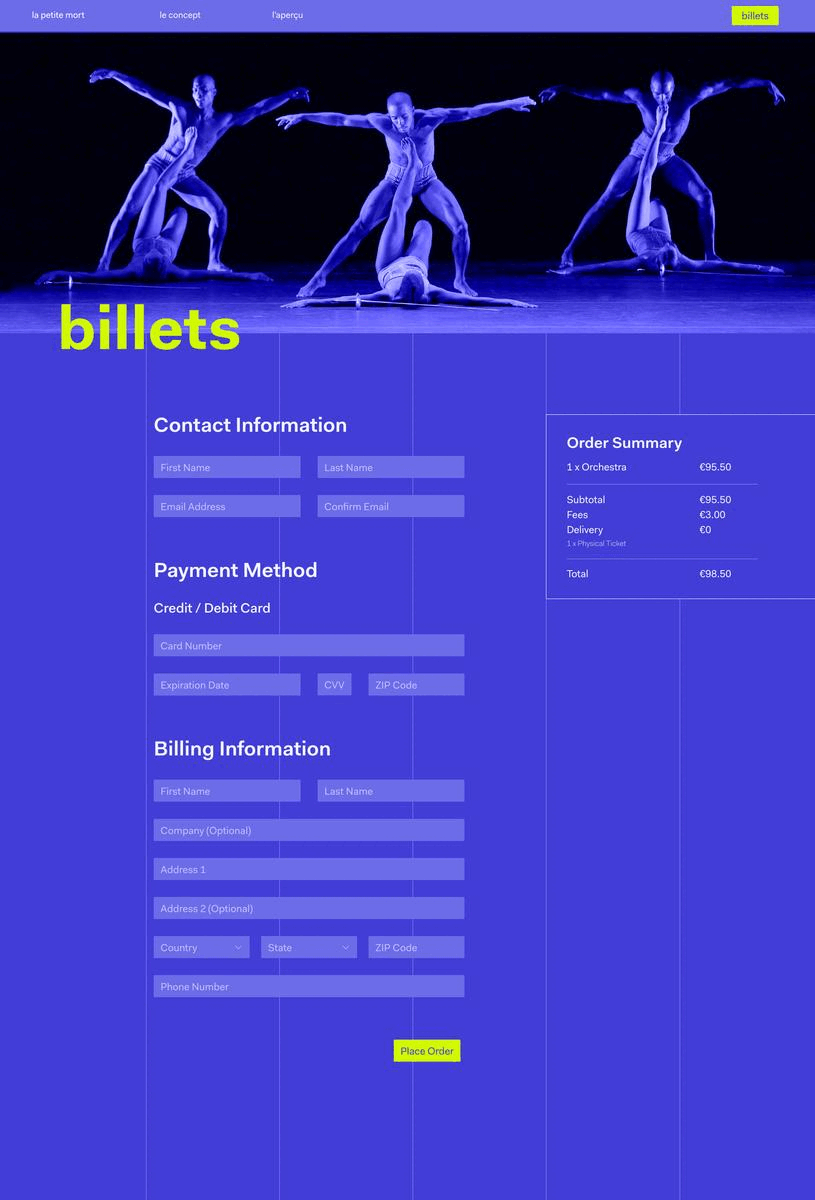 la petite mort
le concept
l'aperçu
billets
billets
Contact Information
First Name
Last Name
Email Address
Confirm Email
Payment Method
Credit / Debit Card
Card Number
Expiration Date
CVV
ZIP Code
Billing Information
First Name
Last Name
Company (Optional)
Address 1
Address 2 (Optional)
Country
State
ZIP Code
Phone Number
Place Order
Order Summary
1 x Orchestra €95.50
Subtotal €95.50
Fees €3.00
Delivery €0
1 x Physical Ticket
Total €98.50